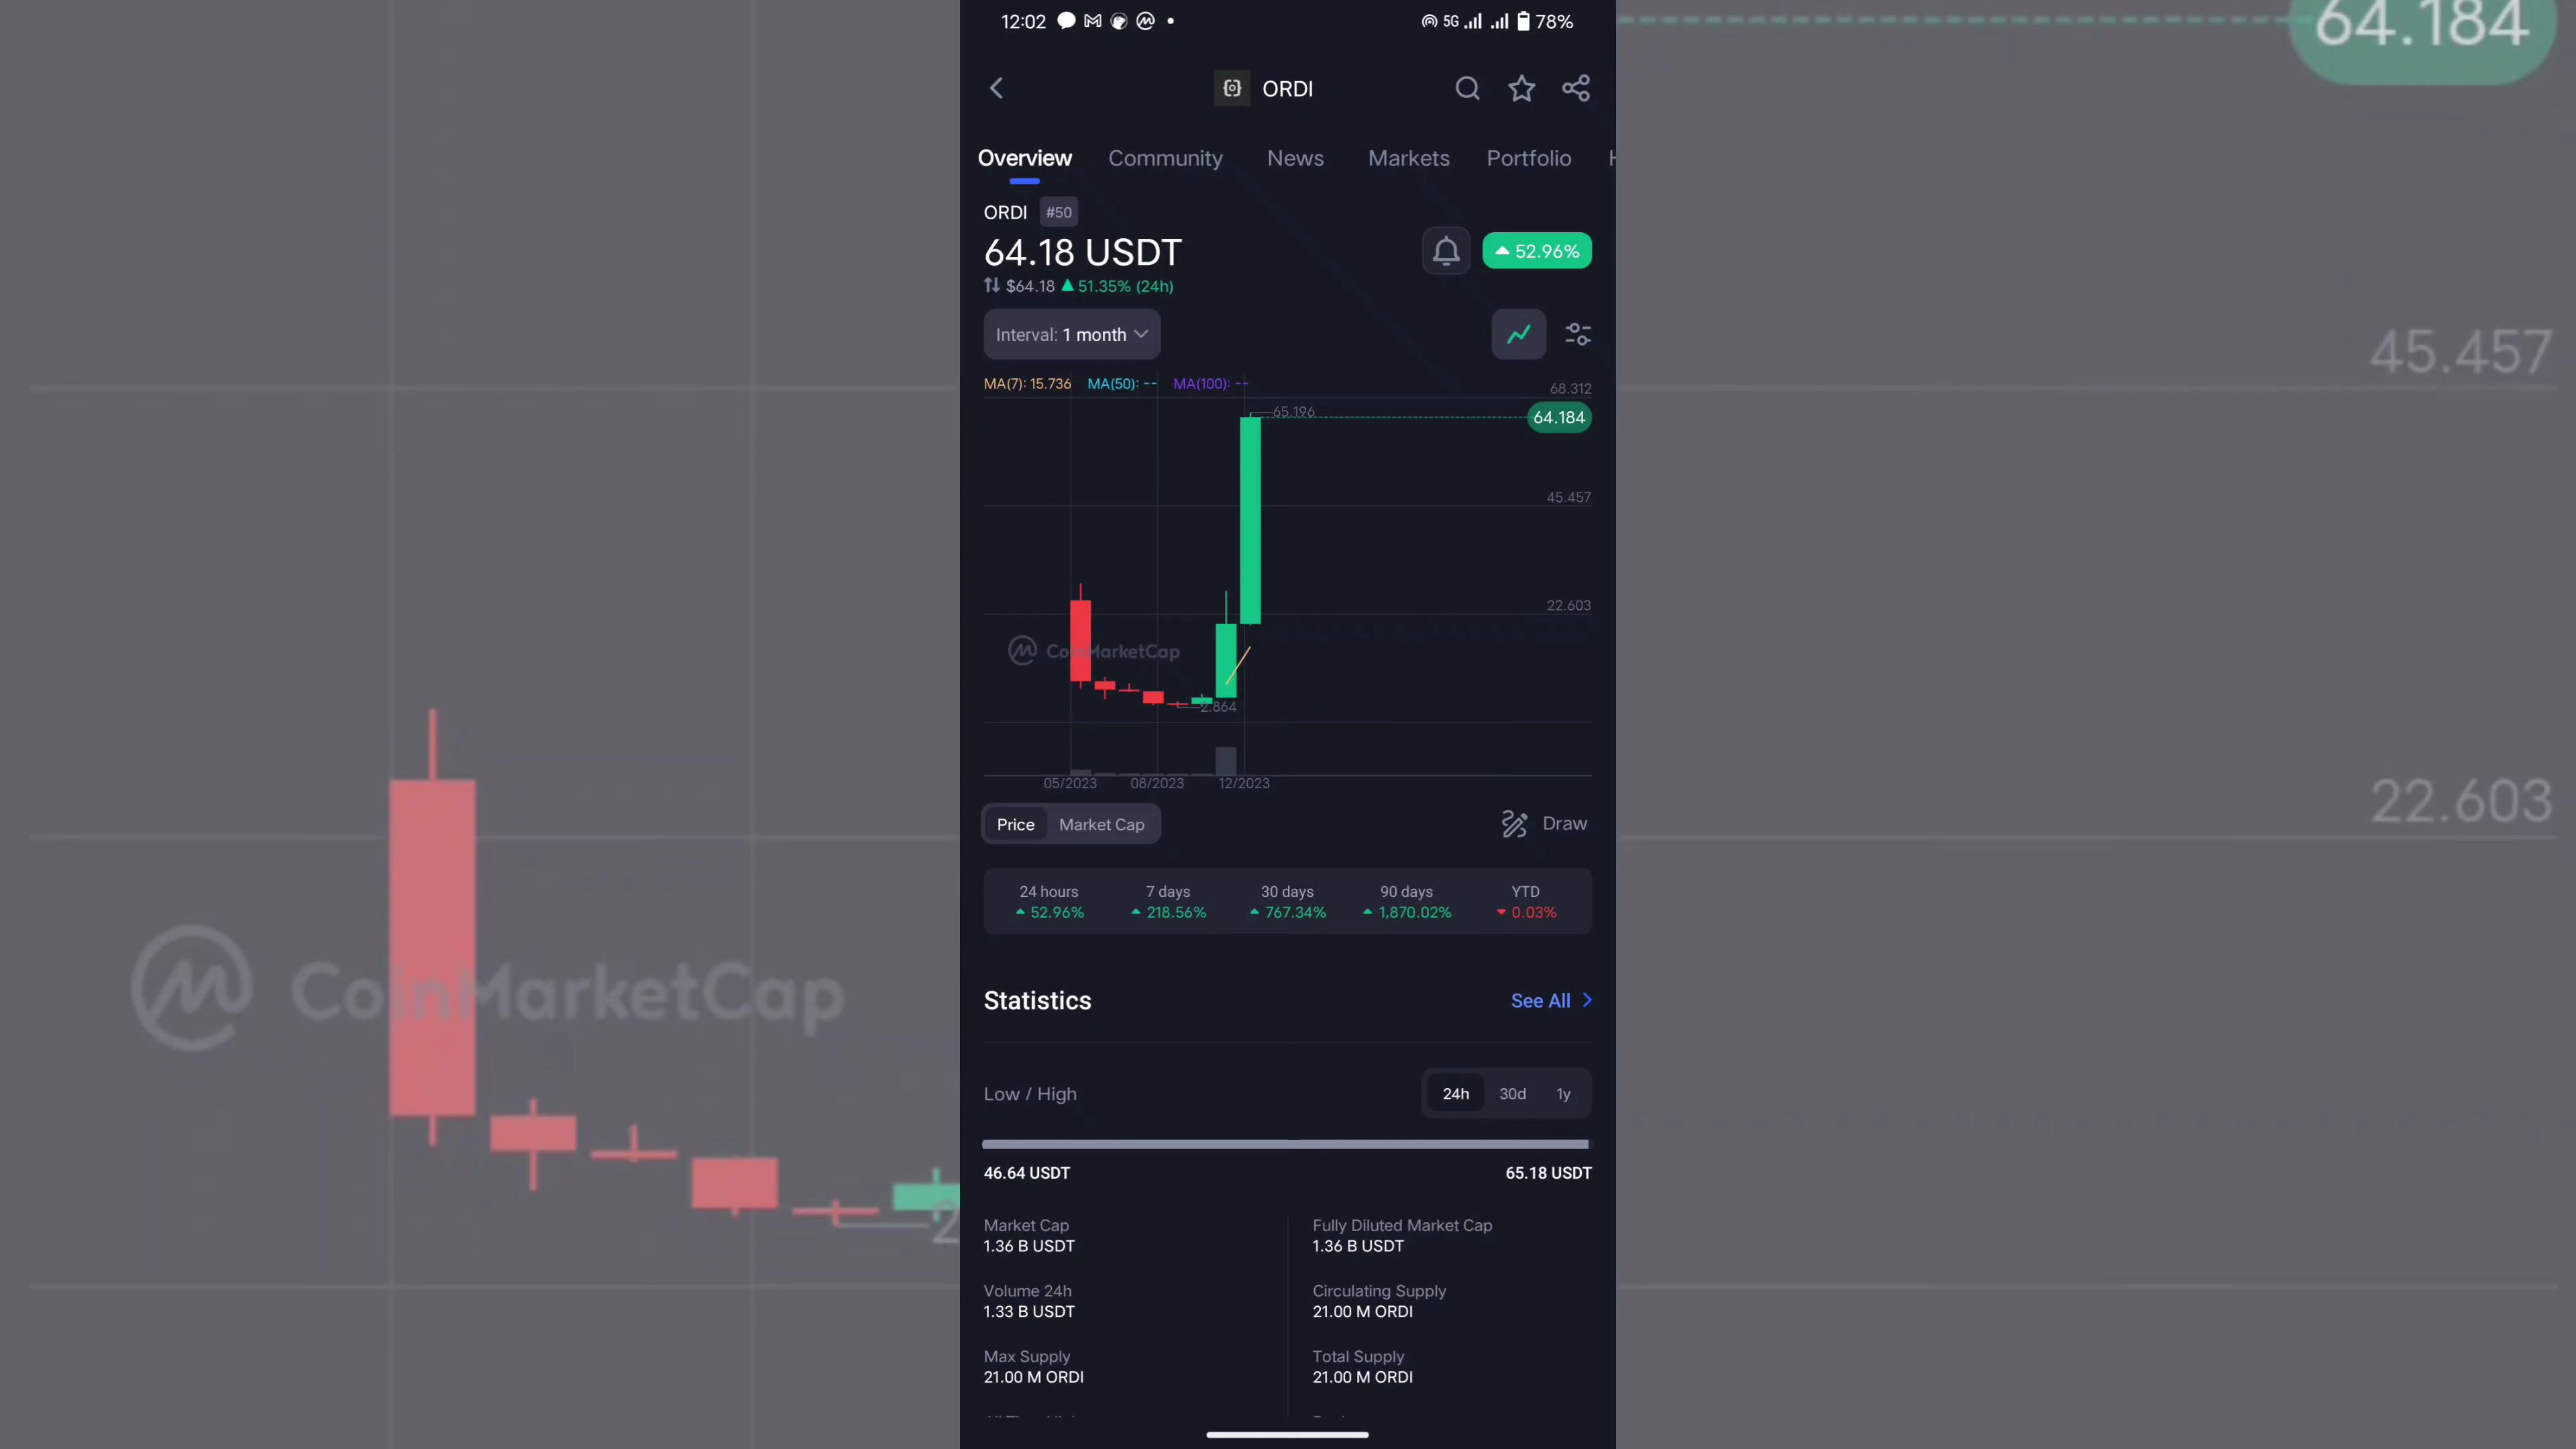 12:02 5G 78%
ORDI
Overview Community News Markets Portfolio
ORDI #50
64.18 USDT 52.96%
$64.18 51.35% (24h)
Interval: 1 month
MA(7): 15.736 MA(50): -- MA(100): --
68.312
65.196
64.184
45.457
22.603
CoinMarketCap
2.864
05/2023 08/2023 12/2023
Price Market Cap Draw
24 hours 7 days 30 days 90 days YTD
52.96% 218.56% 767.34% 1,870.02% 0.03%
Statistics See All
Low / High 24h 30d 1y
46.64 USDT 65.18 USDT
Market Cap Fully Diluted Market Cap
1.36 B USDT 1.36 B USDT
Volume 24h Circulating Supply
1.33 B USDT 21.00 M ORDI
Max Supply Total Supply
21.00 M ORDI 21.00 M ORDI
64.184
45.457
22.603
CoinMarketCap